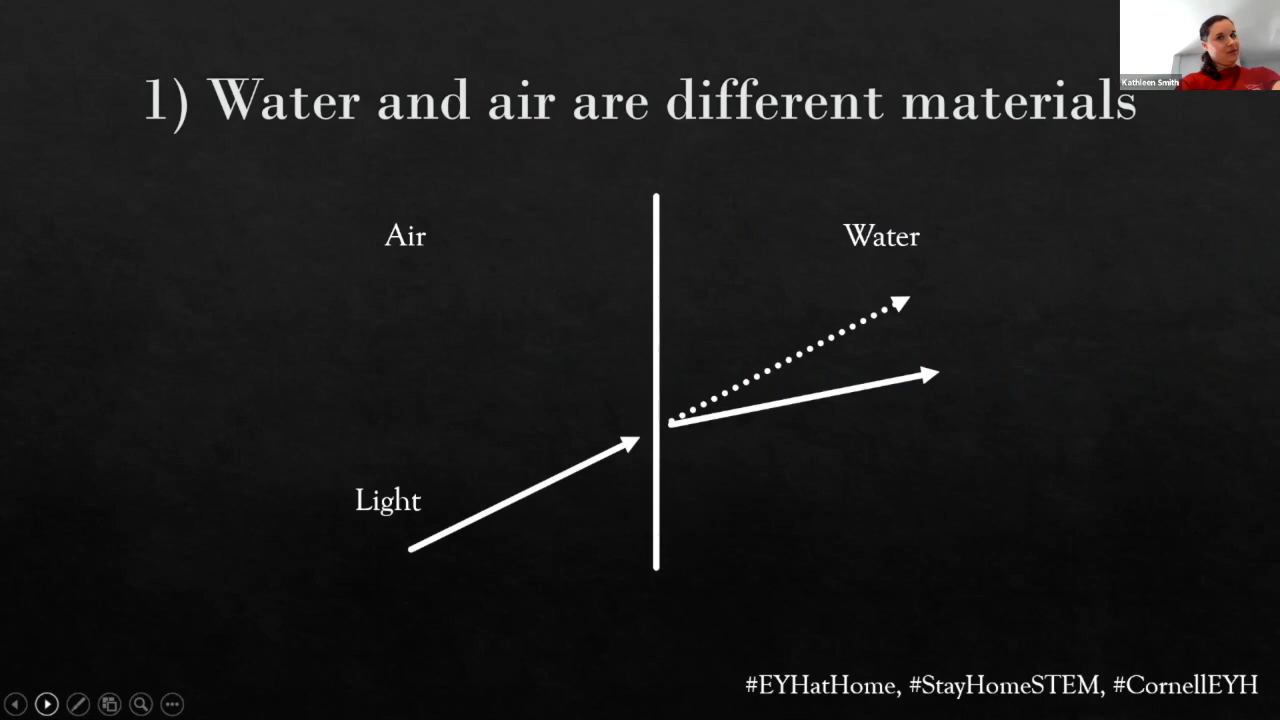 Kathleen Smith
1) Water and air are different materials
Air
Water
Light
#EYHatHome, #StayHomeSTEM, #CornellEYH